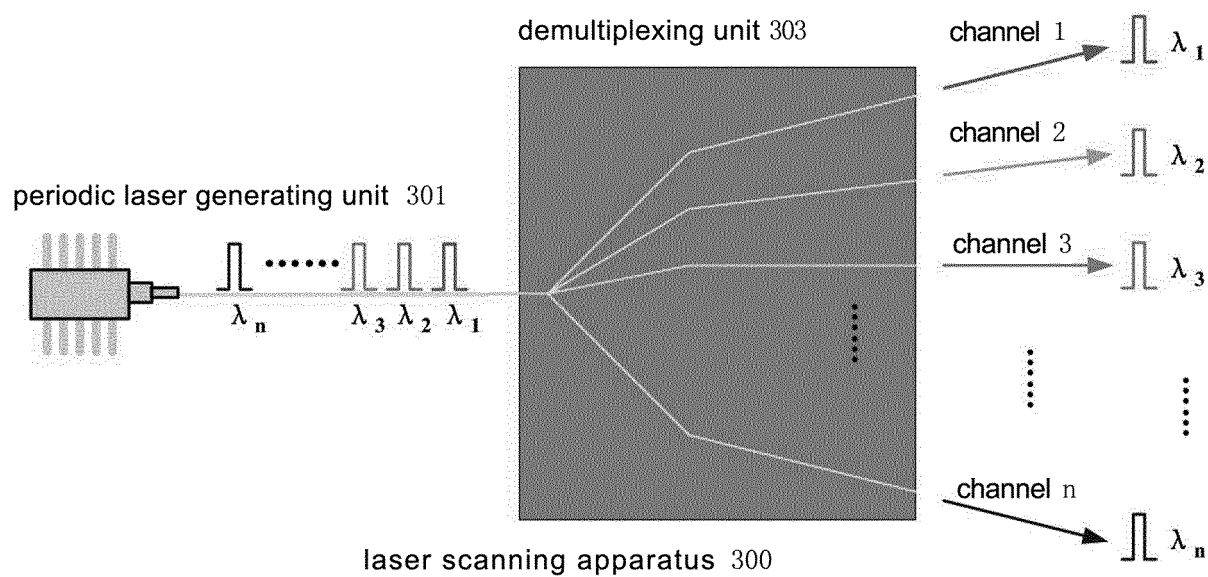 demultiplexing unit 303
channel 1
λ1
channel 2
λ2
periodic laser generating unit 301
channel 3
λ3
λn
λ3 λ2 λ1
channel n
λn
laser scanning apparatus 300